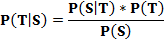 P(T|S) = P(S|T) * P(T) / P(S)